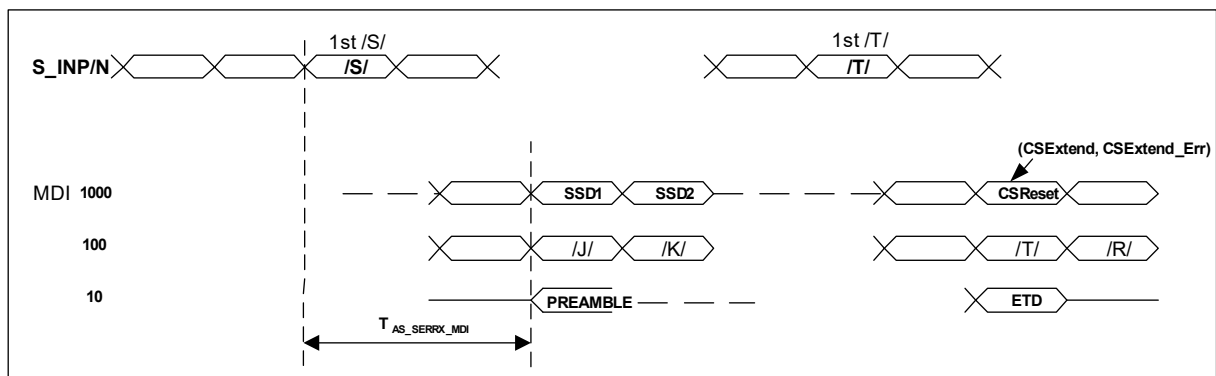 1st /S/
1st /T/
S_INP/N
/S/
/T/
(CSExtend, CSExtend_Err)
MDI 1000
SSD1
SSD2
CSReset
100
/J/
/K/
/T/
/R/
10
PREAMBLE
ETD
T AS_SERRX_MDI